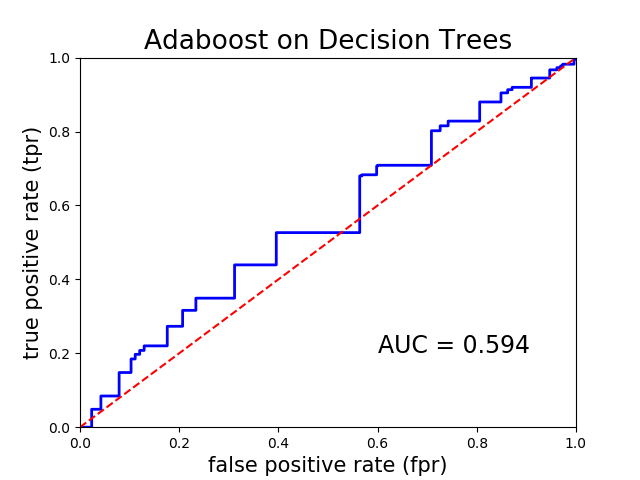 Adaboost on Decision Trees
1.0
0.8
0.6
0.4
0.2
0.0
true positive rate (tpr)
AUC = 0.594
0.0 0.2 0.4 0.6 0.8 1.0
false positive rate (fpr)